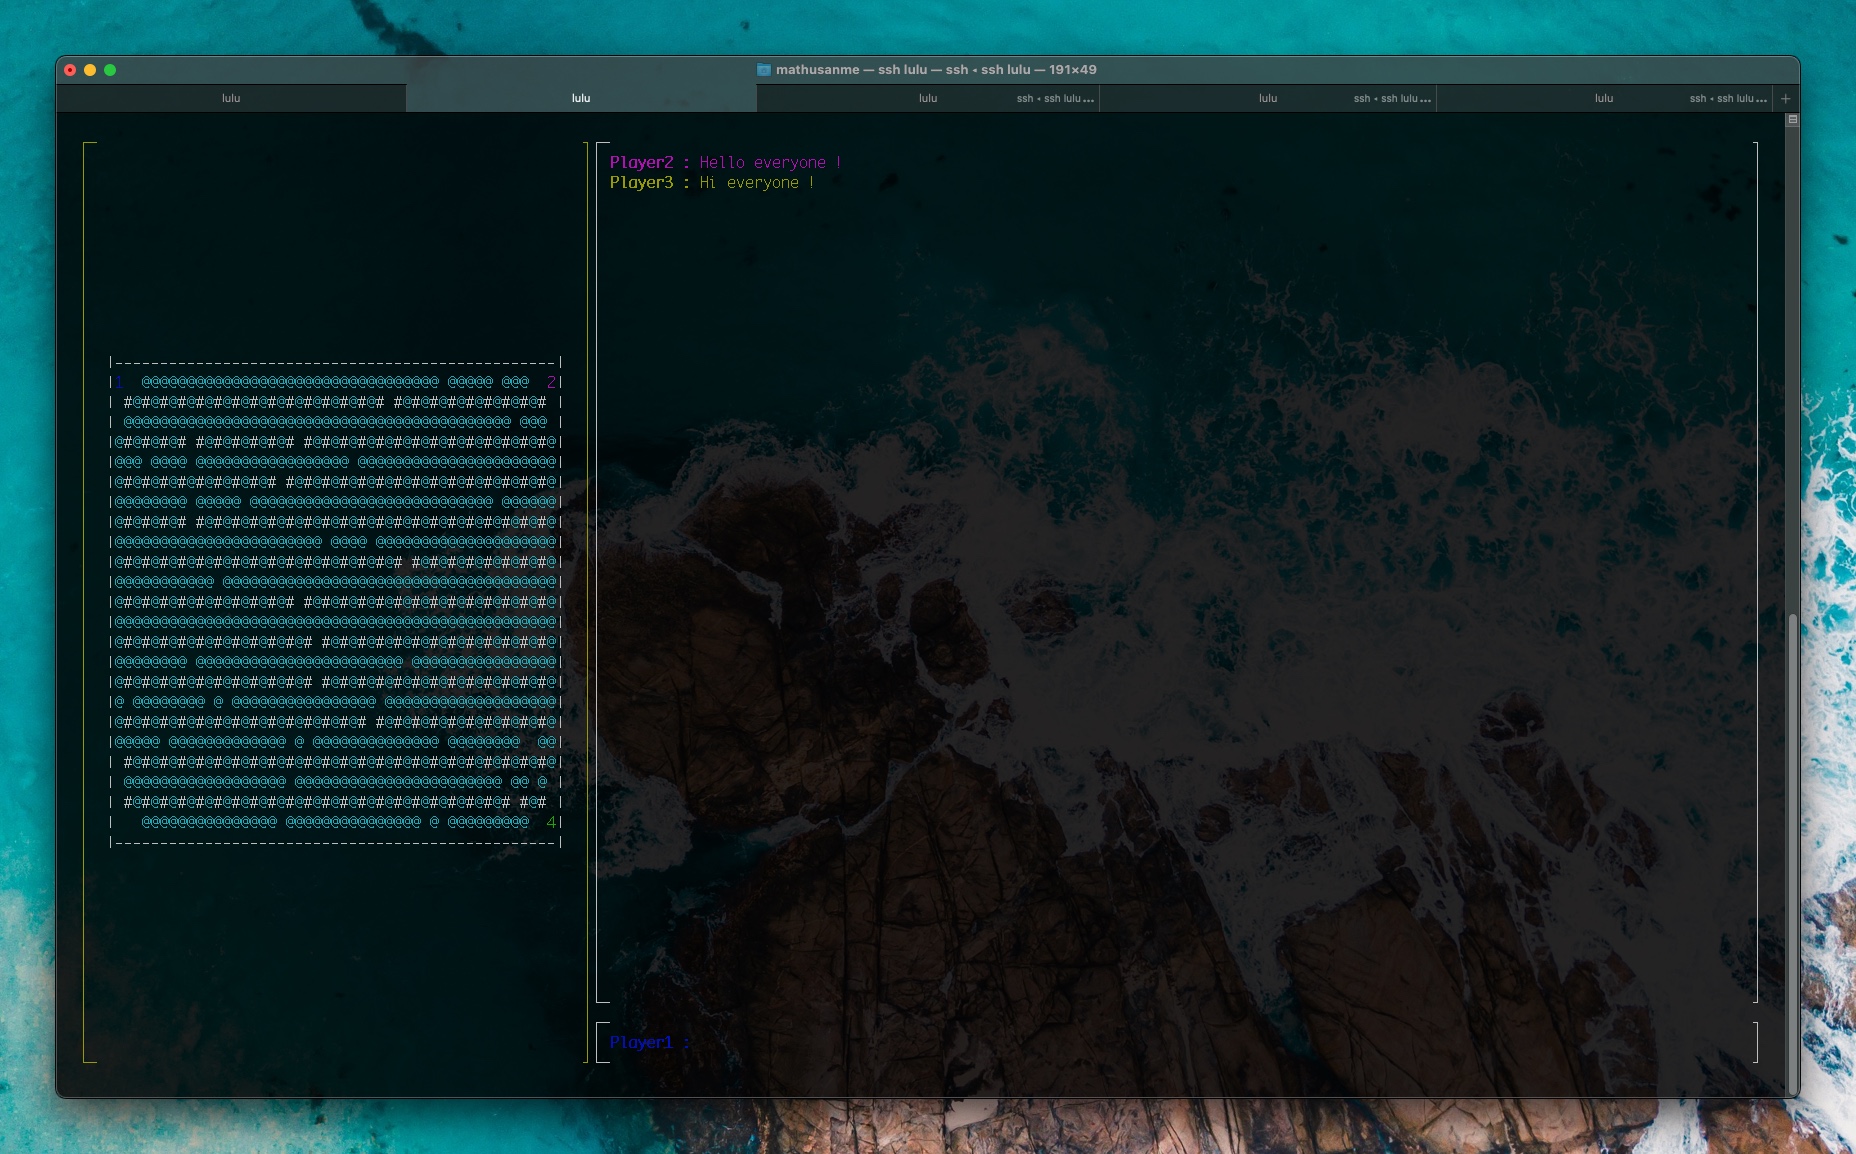 mathusanme — ssh lulu — ssh ◂ ssh lulu — 191×49
lulu lulu lulu ssh ◂ ssh lulu ... lulu ssh ◂ ssh lulu ... lulu ssh ◂ ssh lulu ... +
Player2 : Hello everyone !
Player3 : Hi everyone !
|-------------------------------------------------|
|1  @@@@@@@@@@@@@@@@@@@@@@@@@@@@@@@@@ @@@@@ @@@  2|
| #@#@#@#@#@#@#@#@#@#@#@#@#@#@# #@#@#@#@#@#@#@#@# |
| @@@@@@@@@@@@@@@@@@@@@@@@@@@@@@@@@@@@@@@@@@@ @@@ |
|@#@#@#@# #@#@#@#@#@# #@#@#@#@#@#@#@#@#@#@#@#@#@#@|
|@@@ @@@@ @@@@@@@@@@@@@@@@@ @@@@@@@@@@@@@@@@@@@@@@|
|@#@#@#@#@#@#@#@#@# #@#@#@#@#@#@#@#@#@#@#@#@#@#@#@|
|@@@@@@@@ @@@@@ @@@@@@@@@@@@@@@@@@@@@@@@@@@ @@@@@@|
|@#@#@#@# #@#@#@#@#@#@#@#@#@#@#@#@#@#@#@#@#@#@#@#@|
|@@@@@@@@@@@@@@@@@@@@@@@ @@@@ @@@@@@@@@@@@@@@@@@@@|
|@#@#@#@#@#@#@#@#@#@#@#@#@#@#@#@# #@#@#@#@#@#@#@#@|
|@@@@@@@@@@@ @@@@@@@@@@@@@@@@@@@@@@@@@@@@@@@@@@@@@|
|@#@#@#@#@#@#@#@#@#@# #@#@#@#@#@#@#@#@#@#@#@#@#@#@|
|@@@@@@@@@@@@@@@@@@@@@@@@@@@@@@@@@@@@@@@@@@@@@@@@@|
|@#@#@#@#@#@#@#@#@#@#@# #@#@#@#@#@#@#@#@#@#@#@#@#@|
|@@@@@@@@ @@@@@@@@@@@@@@@@@@@@@@@ @@@@@@@@@@@@@@@@|
|@#@#@#@#@#@#@#@#@#@#@# #@#@#@#@#@#@#@#@#@#@#@#@#@|
|@ @@@@@@@@ @ @@@@@@@@@@@@@@@@ @@@@@@@@@@@@@@@@@@@|
|@#@#@#@#@#@#@#@#@#@#@#@#@#@# #@#@#@#@#@#@#@#@#@#@|
|@@@@@ @@@@@@@@@@@@@ @ @@@@@@@@@@@@@@ @@@@@@@@  @@|
| #@#@#@#@#@#@#@#@#@#@#@#@#@#@#@#@#@#@#@#@#@#@#@#@|
| @@@@@@@@@@@@@@@@@@ @@@@@@@@@@@@@@@@@@@@@@@ @@ @ |
| #@#@#@#@#@#@#@#@#@#@#@#@#@#@#@#@#@#@#@#@#@# #@# |
|   @@@@@@@@@@@@@@@ @@@@@@@@@@@@@@@ @ @@@@@@@@@  4|
|-------------------------------------------------|
Player1 :